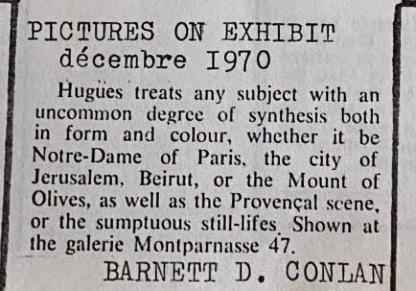 PICTURES ON EXHIBIT
décembre 1970
Hugües treats any subject with an
uncommon degree of synthesis both
in form and colour, whether it be
Notre-Dame of Paris, the city of
Jerusalem, Beirut, or the Mount of
Olives, as well as the Provençal scene,
or the sumptuous still-lifes. Shown at
the galerie Montparnasse 47.
BARNETT D. CONLAN